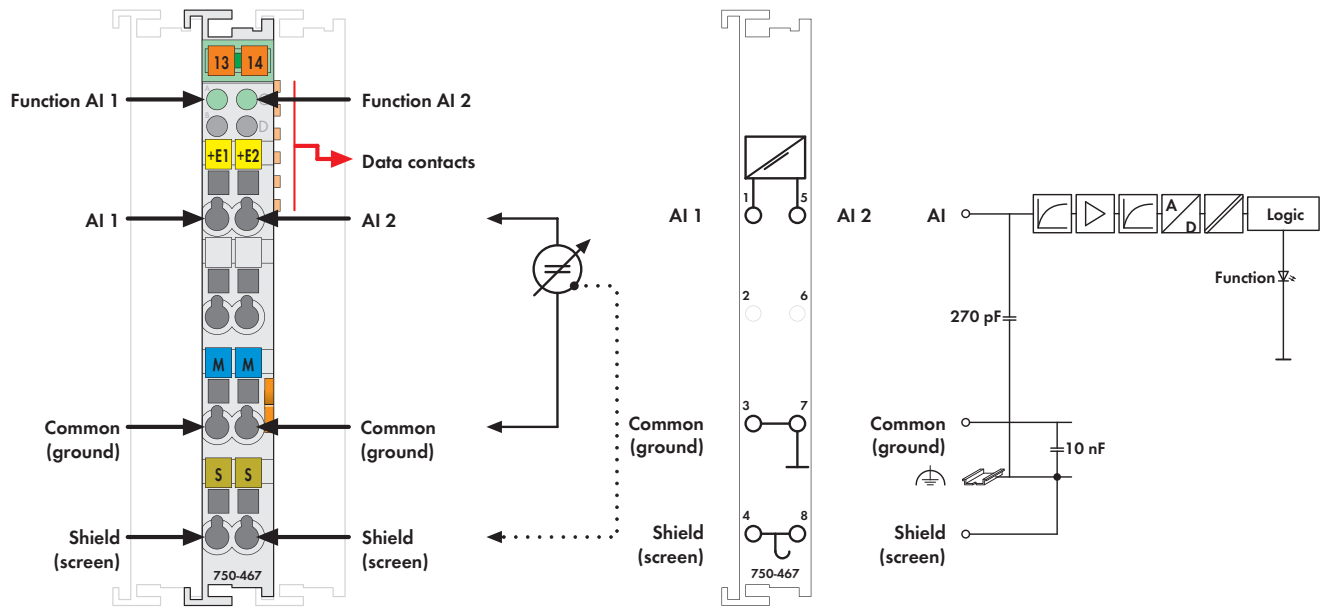 13 14
A C
B D
Function AI 1
Function AI 2
+E1 +E2
Data contacts
AI 1
AI 2
M M
Common
(ground)
Common
(ground)
S S
Shield
(screen)
Shield
(screen)
750-467
1 5
AI 1
AI 2
2 6
3 7
Common
(ground)
4 8
Shield
(screen)
750-467
AI
A
D
Logic
Function
270 pF
Common
(ground)
10 nF
Shield
(screen)